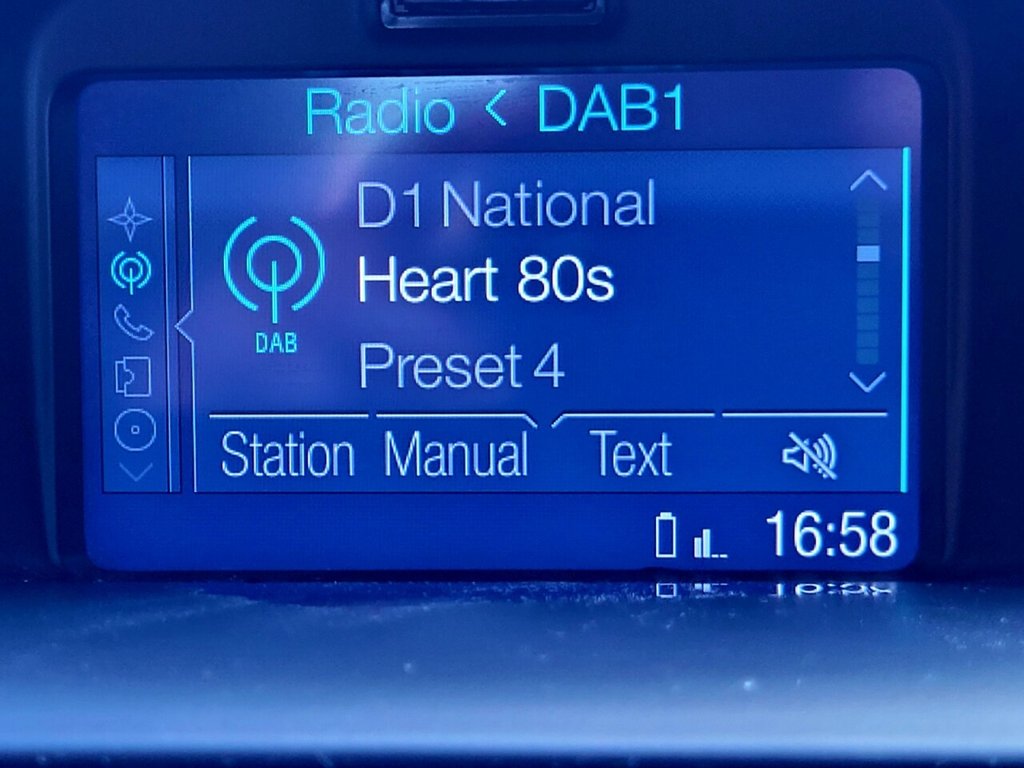 Radio < DAB1
D1 National
Heart 80s
DAB
Preset 4
Station Manual Text
16:58